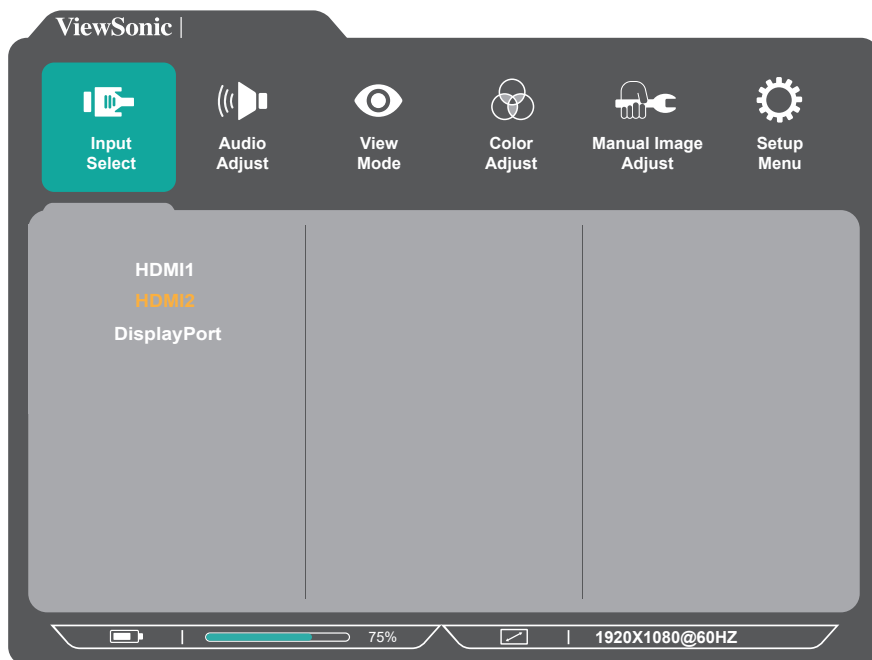 ViewSonic |
Input
Select
Audio
Adjust
View
Mode
Color
Adjust
Manual Image
Adjust
Setup
Menu
HDMI1
HDMI2
DisplayPort
75%
1920X1080@60HZ